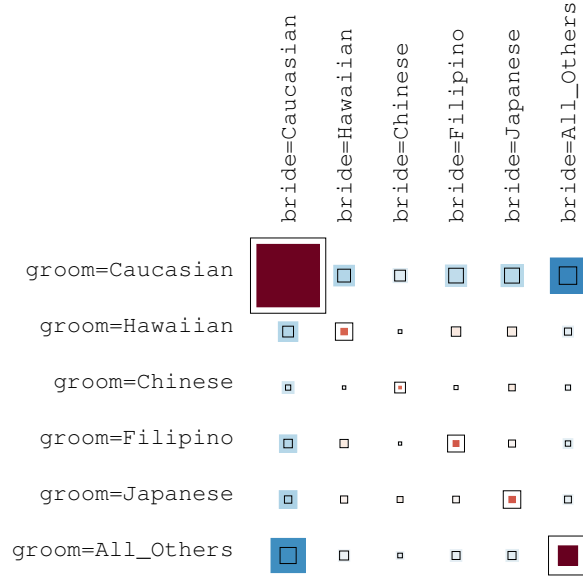 bride=Caucasian
bride=Hawaiian
bride=Chinese
bride=Filipino
bride=Japanese
bride=All_Others
groom=Caucasian
groom=Hawaiian
groom=Chinese
groom=Filipino
groom=Japanese
groom=All_Others